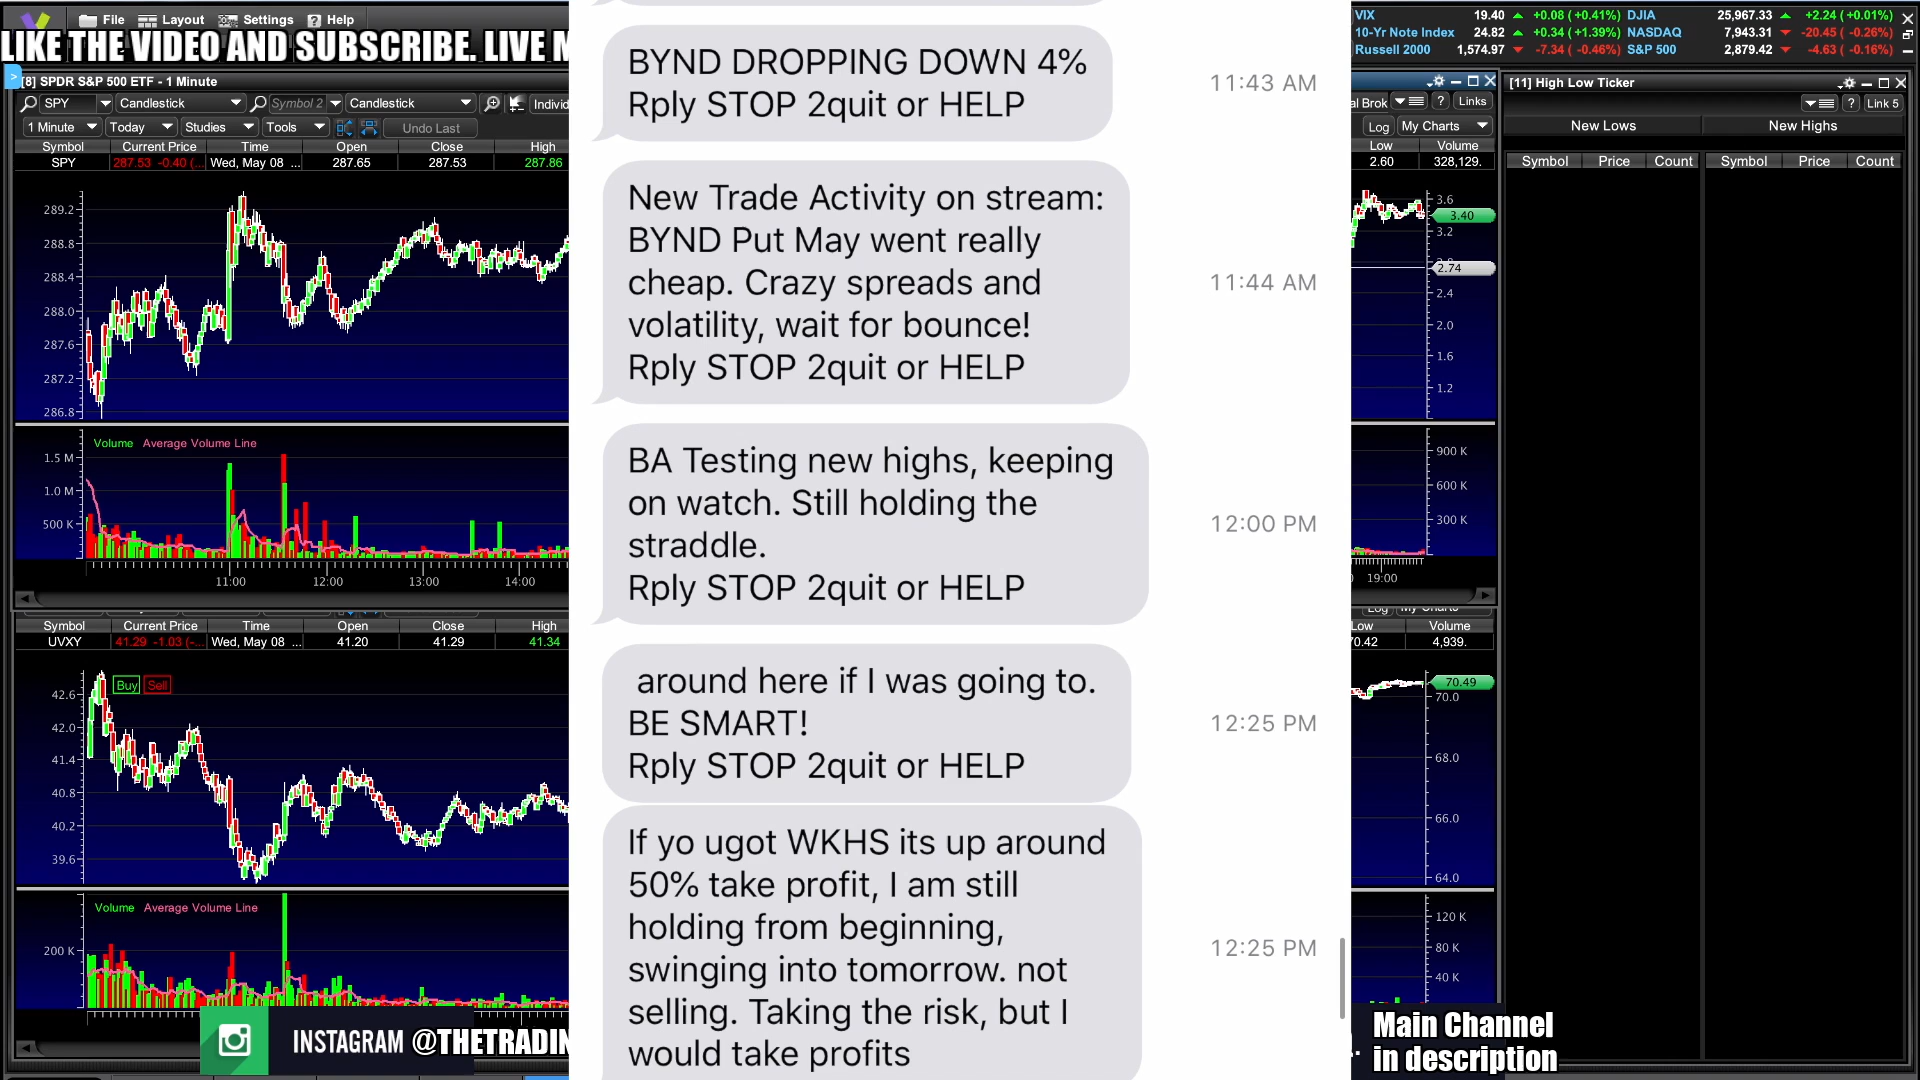 File Layout Settings Help
LIKE THE VIDEO AND SUBSCRIBE. LIVE M
[8] SPDR S&P 500 ETF - 1 Minute
SPY Candlestick Symbol 2 Candlestick Individ
1 Minute Today Studies Tools Undo Last
Symbol Current Price Time Open Close High
SPY 287.53 -0.40 (... Wed, May 08 ... 287.65 287.53 287.86
289.2
288.8
288.4
288.0
287.6
287.2
286.8
Volume Average Volume Line
1.5 M
1.0 M
500 K
11:00 12:00 13:00 14:00
Symbol Current Price Time Open Close High
UVXY 41.29 -1.03 (-... Wed, May 08 ... 41.20 41.29 41.34
Buy Sell
42.6
42.0
41.4
40.8
40.2
39.6
Volume Average Volume Line
200 K
INSTAGRAM @THETRADIN
BYND DROPPING DOWN 4%
Rply STOP 2quit or HELP
11:43 AM
New Trade Activity on stream:
BYND Put May went really
cheap. Crazy spreads and
volatility, wait for bounce!
Rply STOP 2quit or HELP
11:44 AM
BA Testing new highs, keeping
on watch. Still holding the
straddle.
Rply STOP 2quit or HELP
12:00 PM
around here if I was going to.
BE SMART!
Rply STOP 2quit or HELP
12:25 PM
If yo ugot WKHS its up around
50% take profit, I am still
holding from beginning,
swinging into tomorrow. not
selling. Taking the risk, but I
would take profits
12:25 PM
VIX 19.40 +0.08 (+0.41%) DJIA 25,967.33 +2.24 (+0.01%)
10-Yr Note Index 24.82 +0.34 (+1.39%) NASDAQ 7,943.31 -20.45 ( -0.26%)
Russell 2000 1,574.97 -7.34 ( -0.46%) S&P 500 2,879.42 -4.63 ( -0.16%)
al Brok ? Links
Log My Charts
Low Volume
2.60 328,129.
3.6
3.40
3.2
2.74
2.4
2.0
1.6
1.2
900 K
600 K
300 K
19:00
Log My Charts
Low Volume
70.42 4,939.
70.49
70.0
68.0
66.0
64.0
120 K
80 K
40 K
[11] High Low Ticker
? Link 5
New Lows New Highs
Symbol Price Count Symbol Price Count
Main Channel
in description